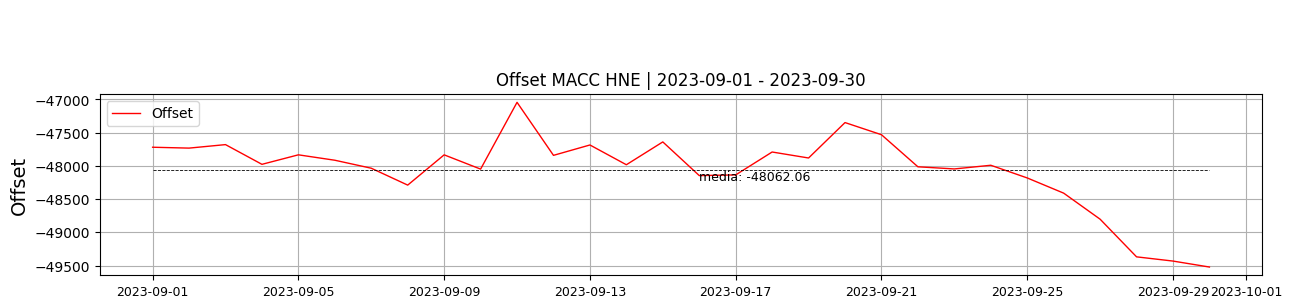 Offset MACC HNE | 2023-09-01 - 2023-09-30
Offset
−47000
−47500
−48000
−48500
−49000
−49500
Offset
media: -48062.06
2023-09-01 2023-09-05 2023-09-09 2023-09-13 2023-09-17 2023-09-21 2023-09-25 2023-09-29 2023-10-01